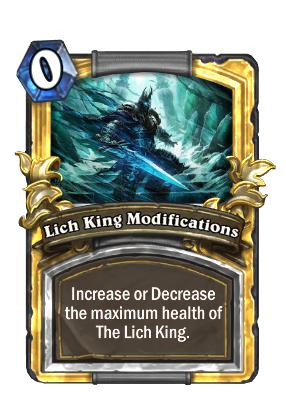 0
Lich King Modifications
Increase or Decrease
the maximum health of
The Lich King.